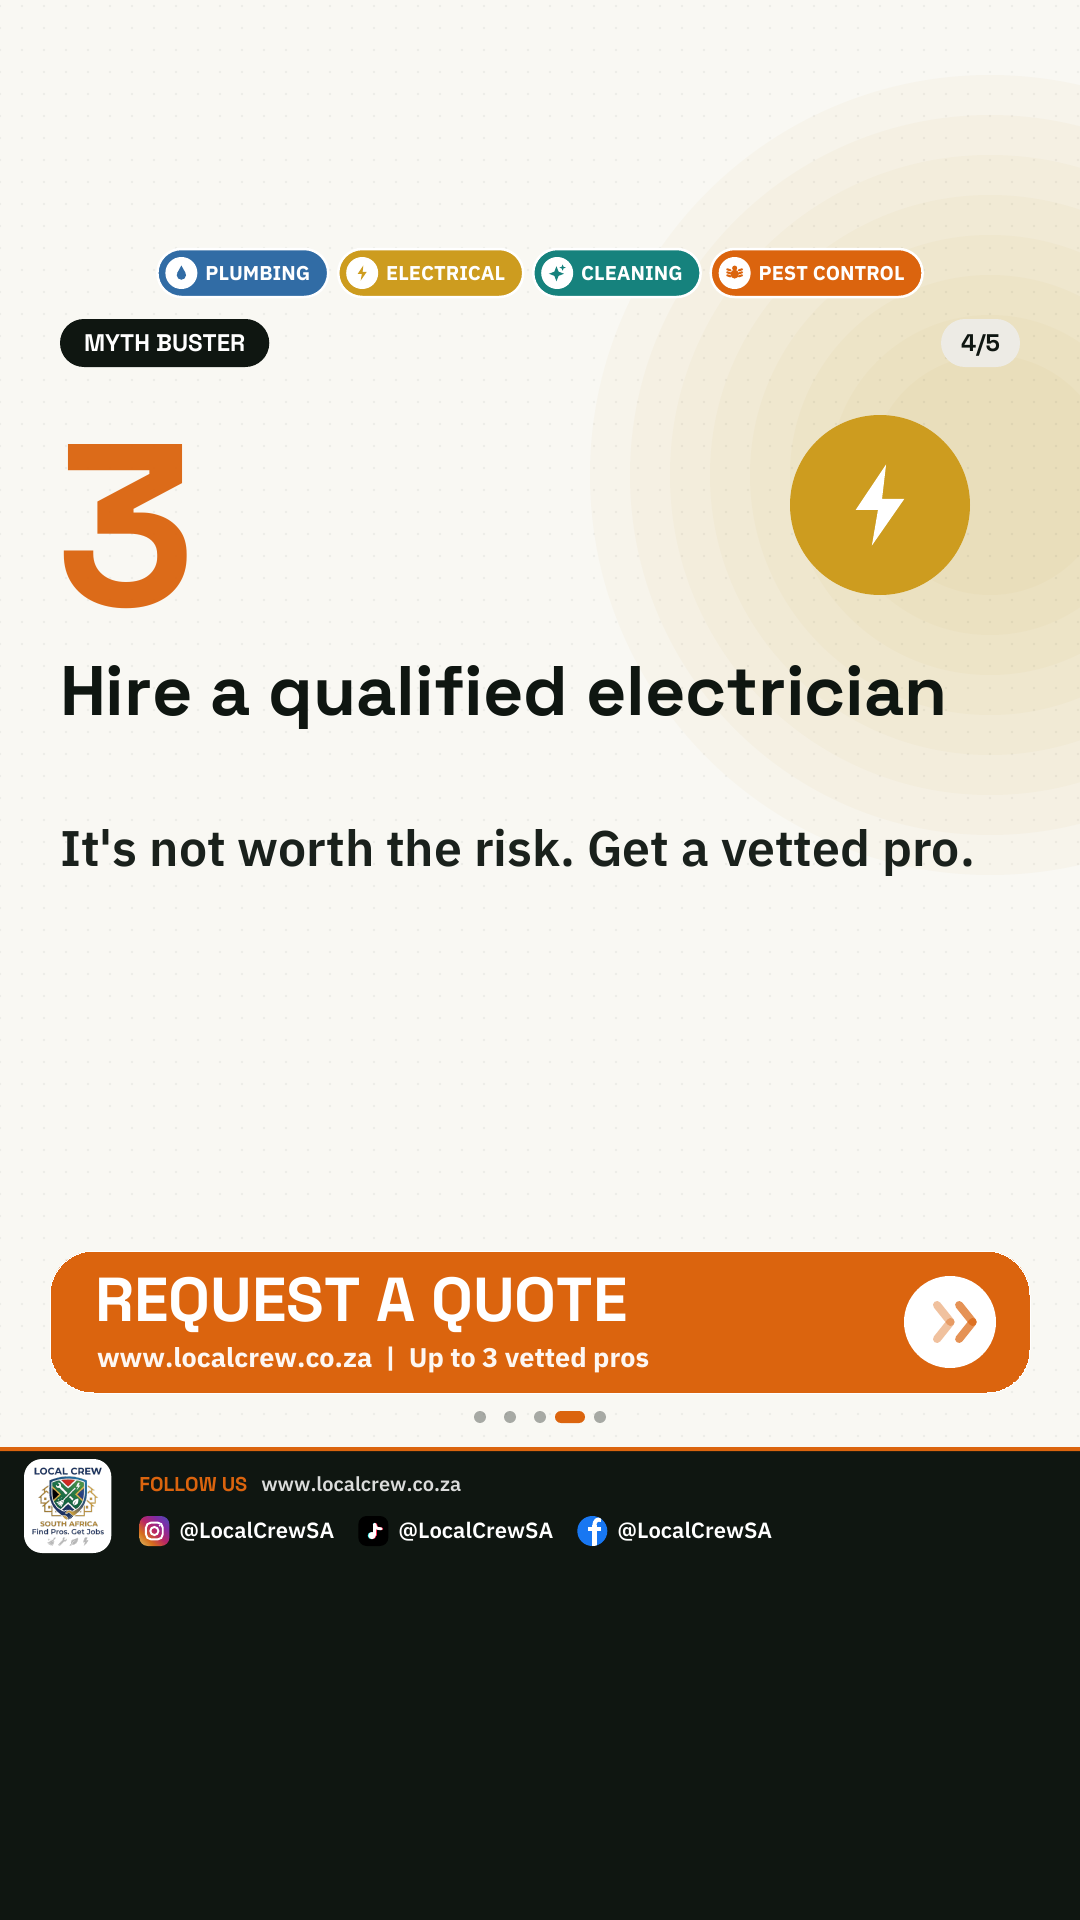 PLUMBING ELECTRICAL CLEANING PEST CONTROL
MYTH BUSTER 4/5
3
Hire a qualified electrician
It's not worth the risk. Get a vetted pro.
REQUEST A QUOTE
www.localcrew.co.za | Up to 3 vetted pros
LOCAL CREW
SOUTH AFRICA
Find Pros. Get Jobs
FOLLOW US www.localcrew.co.za
@LocalCrewSA @LocalCrewSA @LocalCrewSA